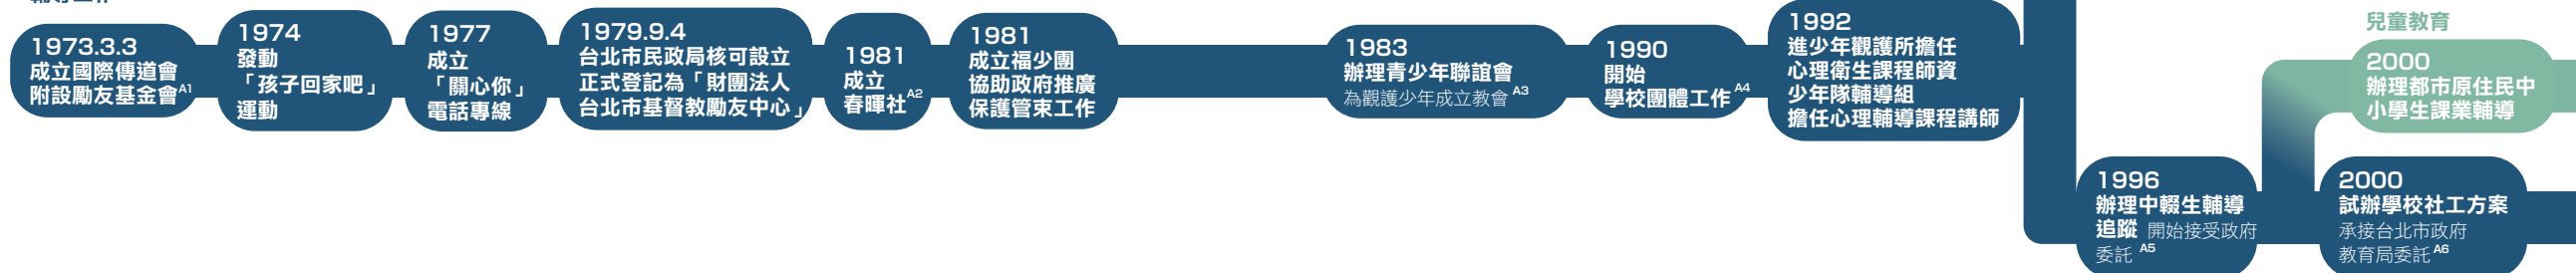 1973.3.3
成立國際傳道會
附設勵友基金會A1
1974
發動
「孩子回家吧」
運動
1977
成立
「關心你」
電話專線
1979.9.4
台北市民政局核可設立
正式登記為「財團法人
台北市基督教勵友中心」
1981
成立
春暉社A2
1981
成立福少團
協助政府推廣
保護管束工作
1983
辦理青少年聯誼會
為觀護少年成立教會 A3
1990
開始
學校團體工作 A4
1992
進少年觀護所擔任
心理衛生課程師資
少年隊輔導組
擔任心理輔導課程講師
1996
辦理中輟生輔導
追蹤 開始接受政府
委託 A5
兒童教育
2000
辦理都市原住民中
小學生課業輔導
2000
試辦學校社工方案
承接台北市政府
教育局委託 A6